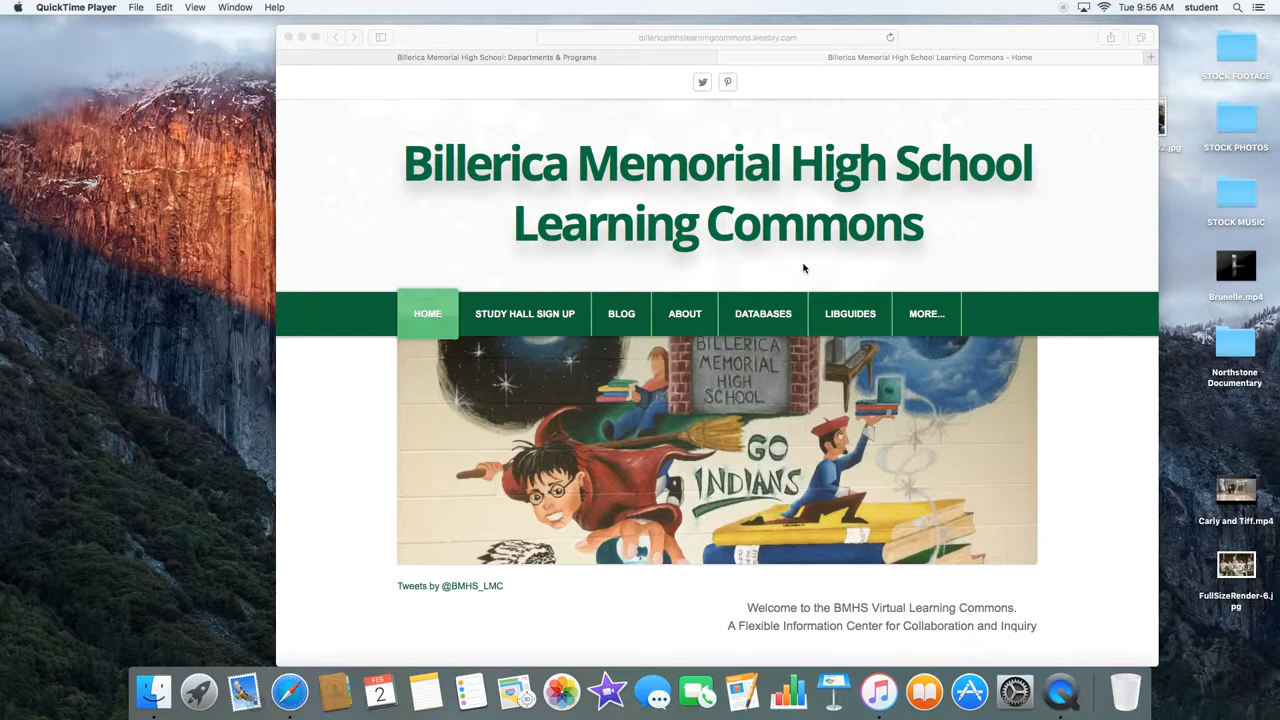 QuickTime Player File Edit View Window Help
Tue 9:56 AM student
billericamhslearningcommons.weebly.com
Billerica Memorial High School: Departments & Programs
Billerica Memorial High School Learning Commons - Home
Billerica Memorial High School
Learning Commons
HOME STUDY HALL SIGN UP BLOG ABOUT DATABASES LIBGUIDES MORE...
BILLERICA
MEMORIAL
HIGH
SCHOOL
GO
INDIANS
Tweets by @BMHS_LMC
Welcome to the BMHS Virtual Learning Commons.
A Flexible Information Center for Collaboration and Inquiry
STOCK FOOTAGE
2.jpg
STOCK PHOTOS
STOCK MUSIC
Brunelle.mp4
Northstone
Documentary
Carly and Tiff.mp4
FullSizeRender-6.j
pg
FEB
2